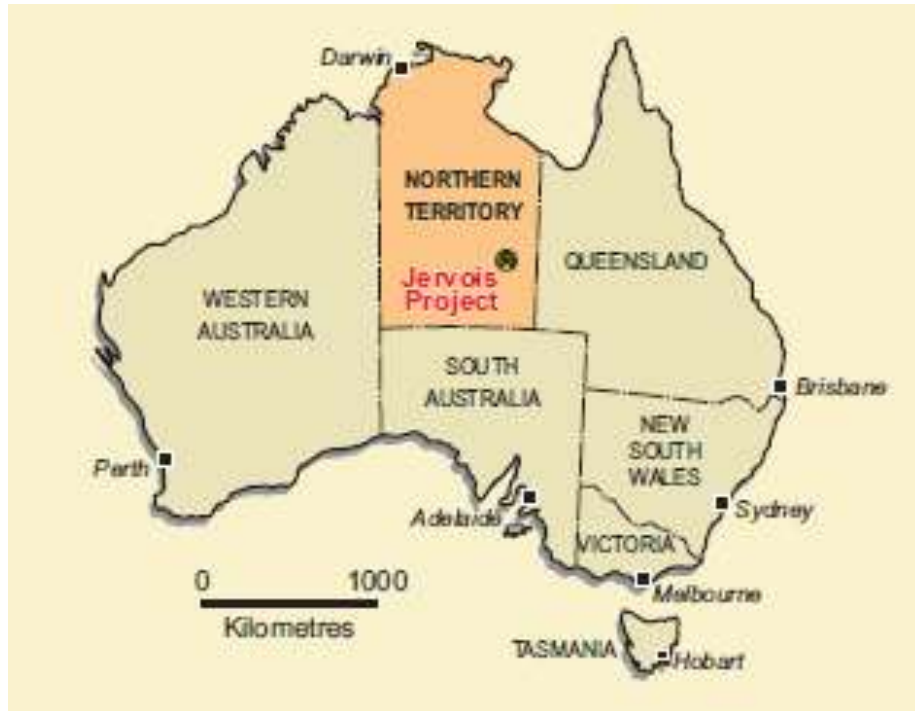 Darwin
NORTHERN
TERRITORY
Jervois
Project
QUEENSLAND
WESTERN
AUSTRALIA
SOUTH
AUSTRALIA
Brisbane
NEW
SOUTH
WALES
Perth
Adelaide
Sydney
VICTORIA
0 1000
Kilometres
Melbourne
TASMANIA
Hobart